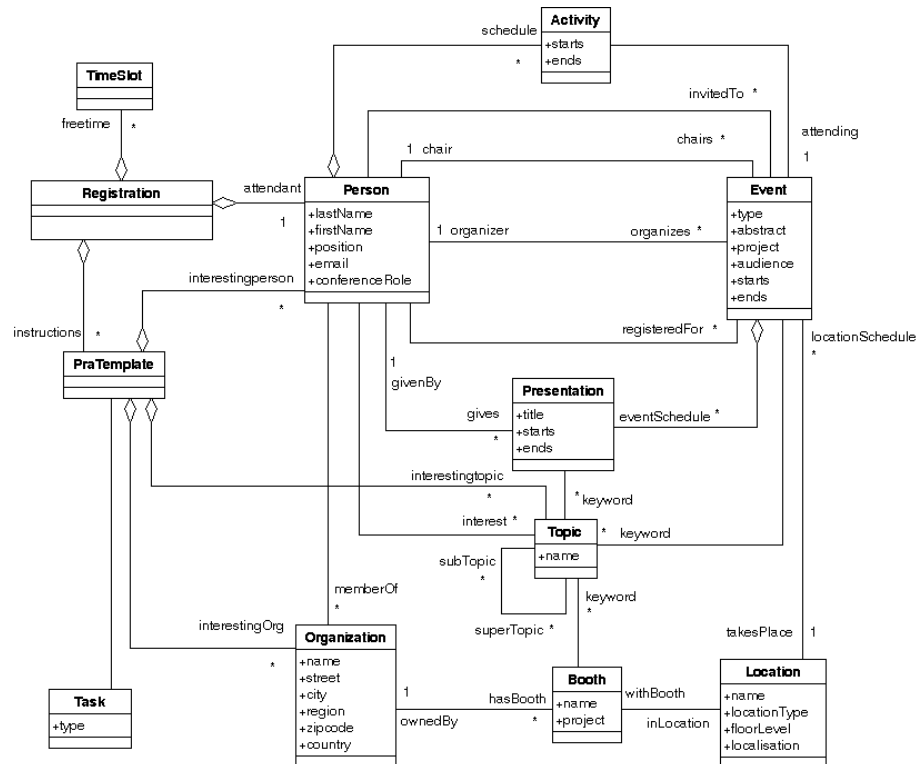 Activity
+starts
+ends
schedule
*
TimeSlot
freetime
*
invitedTo *
chairs *
attending
1
1 chair
Registration
attendant
1
Person
+lastName
+firstName
+position
+email
+conferenceRole
Event
+type
+abstract
+project
+audience
+starts
+ends
1 organizer
organizes *
interestingperson
*
instructions
*
registeredFor *
locationSchedule
*
PraTemplate
1
givenBy
Presentation
+title
+starts
+ends
gives
*
eventSchedule *
interestingtopic
*
* keyword
interest *
Topic
+name
* keyword
subTopic
*
superTopic *
keyword
*
memberOf
*
interestingOrg
*
takesPlace
1
Organization
+name
+street
+city
+region
+zipcode
+country
1
ownedBy
hasBooth
*
Booth
+name
+project
withBooth
inLocation
Location
+name
+locationType
+floorLevel
+localisation
Task
+type